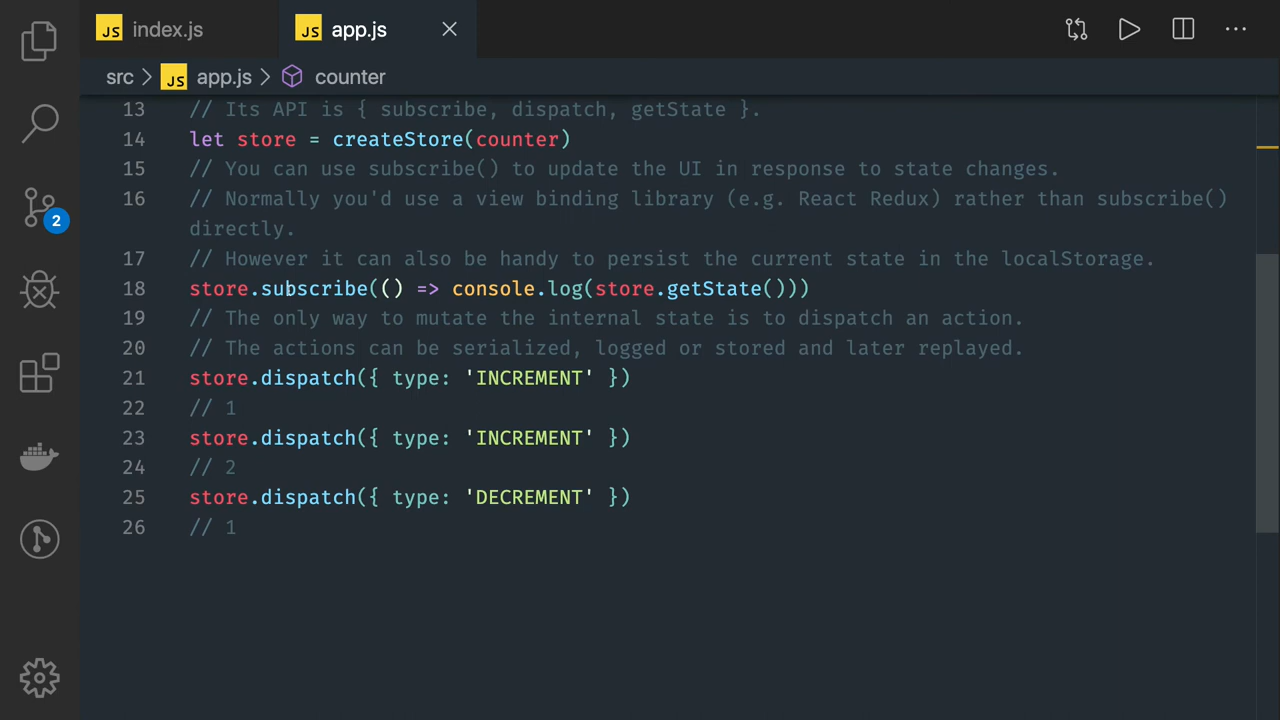 JS index.js
JS app.js
src > JS app.js > counter
13 // Its API is { subscribe, dispatch, getState }.
14 let store = createStore(counter)
15 // You can use subscribe() to update the UI in response to state changes.
16 // Normally you'd use a view binding library (e.g. React Redux) rather than subscribe()
directly.
17 // However it can also be handy to persist the current state in the localStorage.
18 store.subscribe(() => console.log(store.getState()))
19 // The only way to mutate the internal state is to dispatch an action.
20 // The actions can be serialized, logged or stored and later replayed.
21 store.dispatch({ type: 'INCREMENT' })
22 // 1
23 store.dispatch({ type: 'INCREMENT' })
24 // 2
25 store.dispatch({ type: 'DECREMENT' })
26 // 1
2